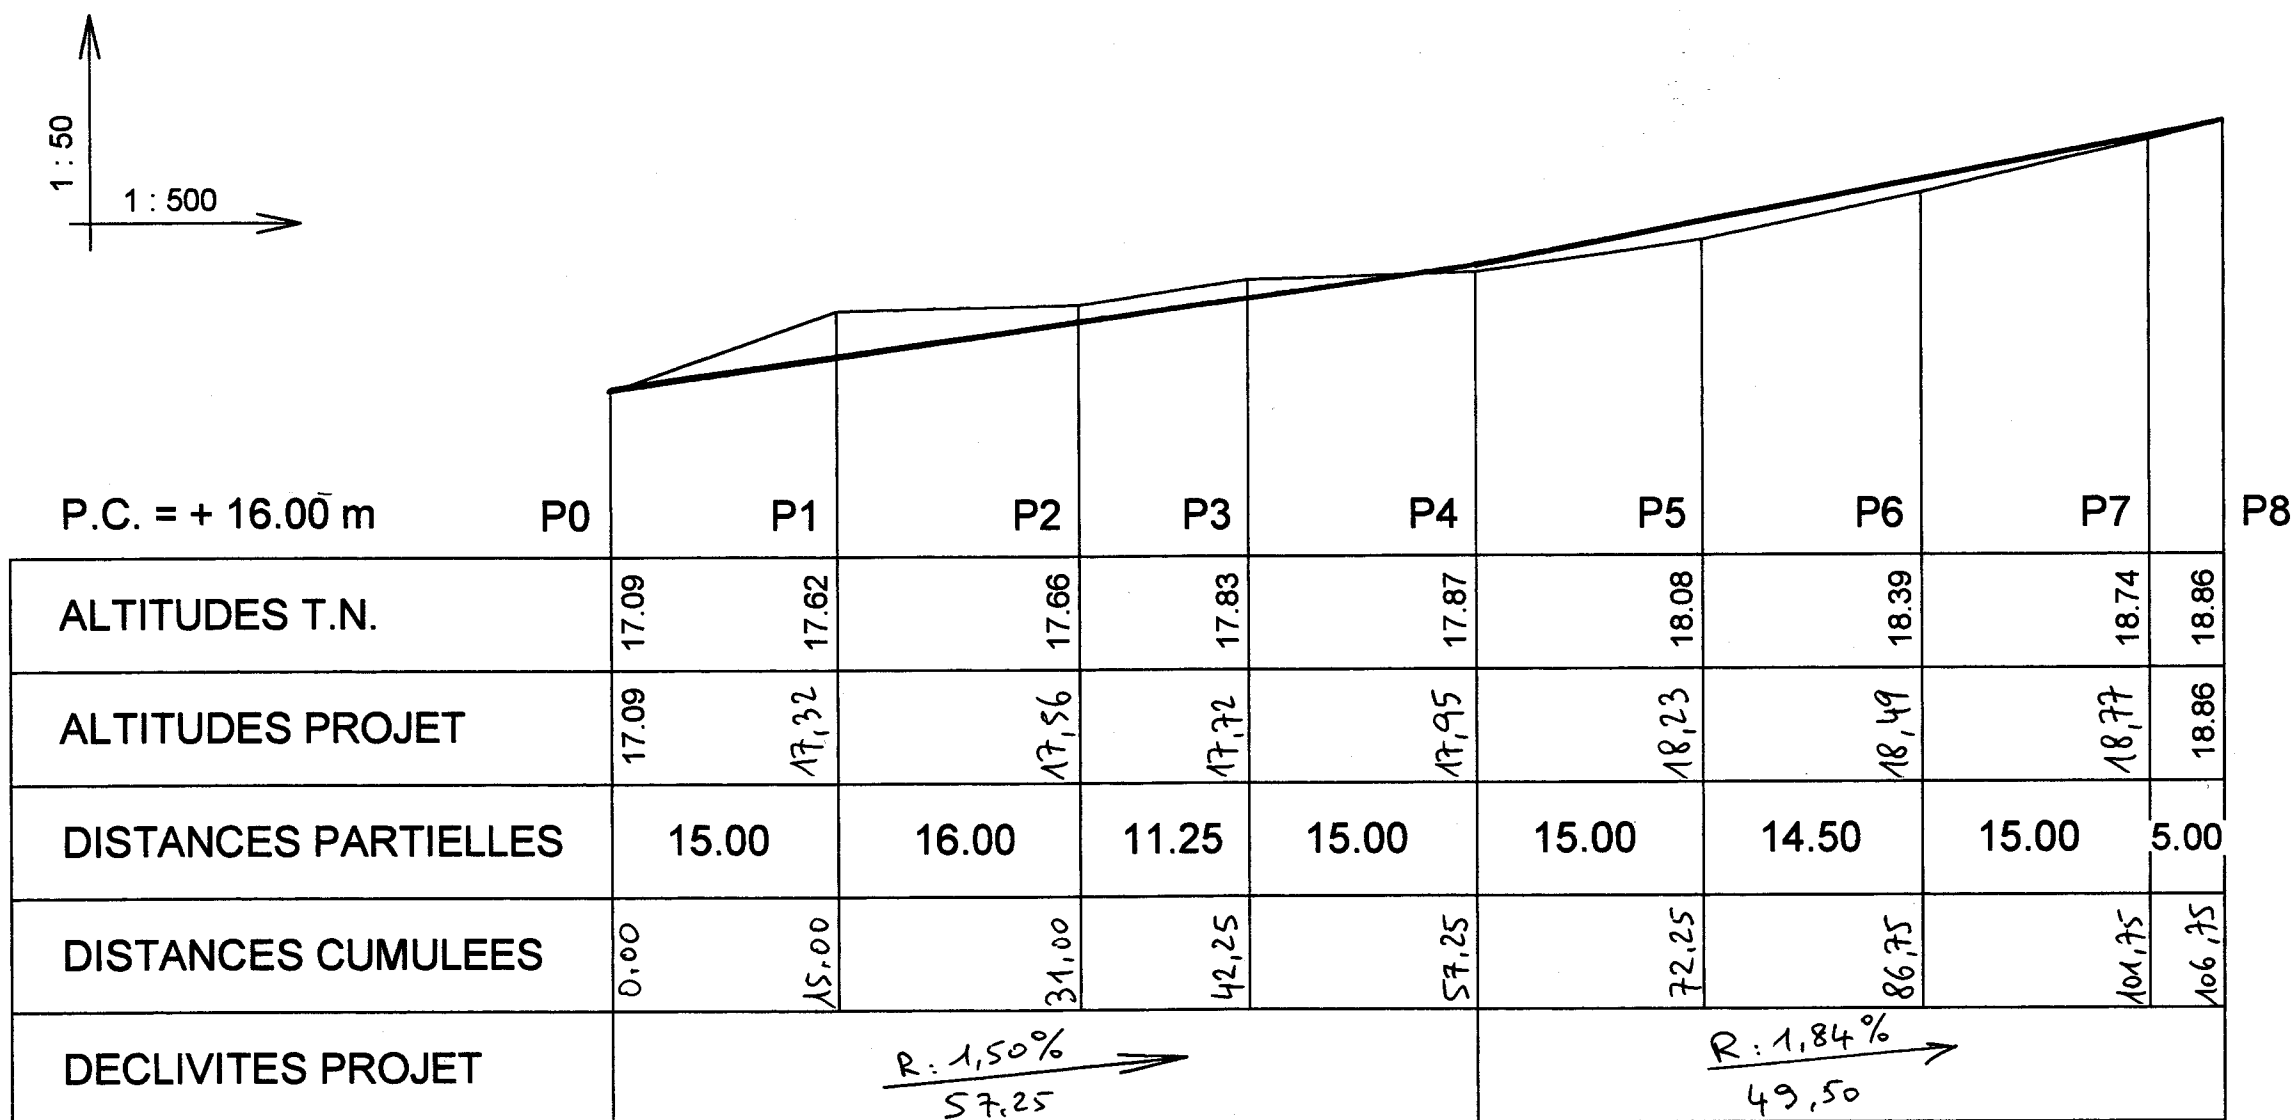 1 : 50
1 : 500
P.C. = + 16.00 m P0 P1 P2 P3 P4 P5 P6 P7 P8
ALTITUDES T.N. 17.09 17.62 17.66 17.83 17.87 18.08 18.39 18.74 18.86
ALTITUDES PROJET 17.09 17,32 17,56 17,72 17,95 18,23 18,49 18,77 18.86
DISTANCES PARTIELLES 15.00 16.00 11.25 15.00 15.00 14.50 15.00 5.00
DISTANCES CUMULEES 0,00 15,00 31,00 42,25 57,25 72,25 86,75 101,75 106,75
DECLIVITES PROJET R : 1,50% R : 1,84%
57,25 49,50